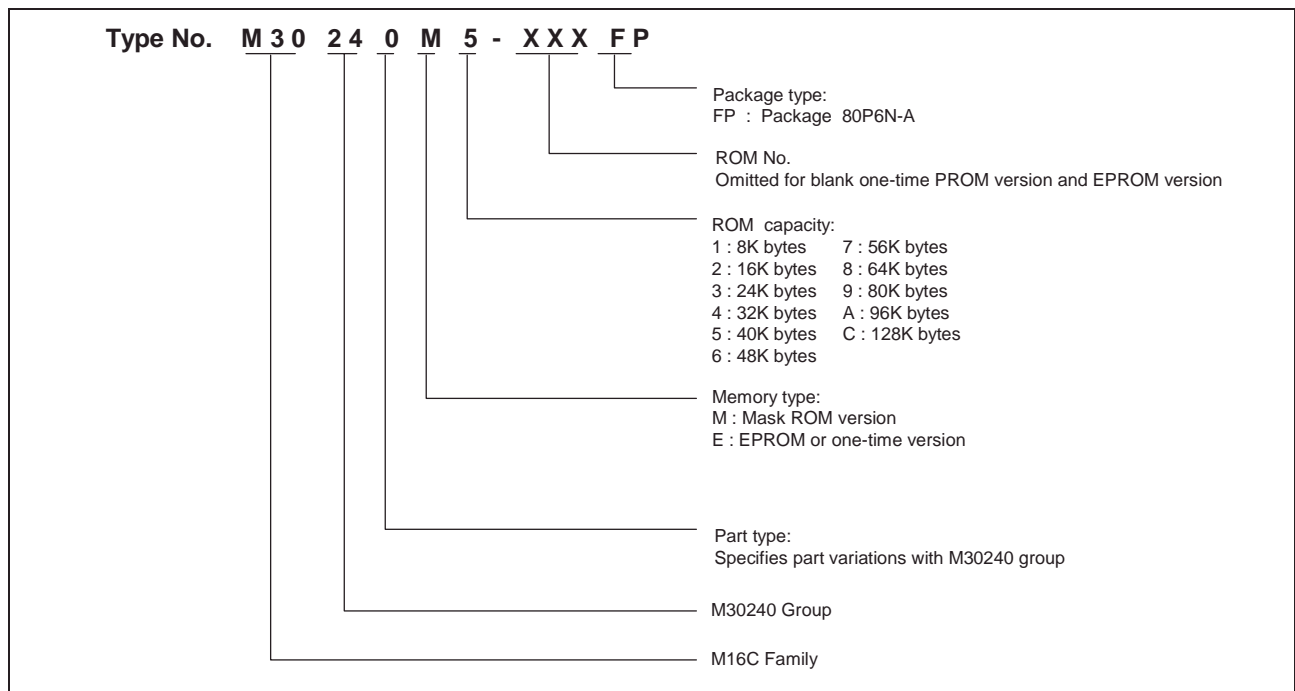 Type No. M30 24 0 M 5 - XXX FP
Package type:
FP : Package 80P6N-A
ROM No.
Omitted for blank one-time PROM version and EPROM version
ROM capacity:
1 : 8K bytes 7 : 56K bytes
2 : 16K bytes 8 : 64K bytes
3 : 24K bytes 9 : 80K bytes
4 : 32K bytes A : 96K bytes
5 : 40K bytes C : 128K bytes
6 : 48K bytes
Memory type:
M : Mask ROM version
E : EPROM or one-time version
Part type:
Specifies part variations with M30240 group
M30240 Group
M16C Family